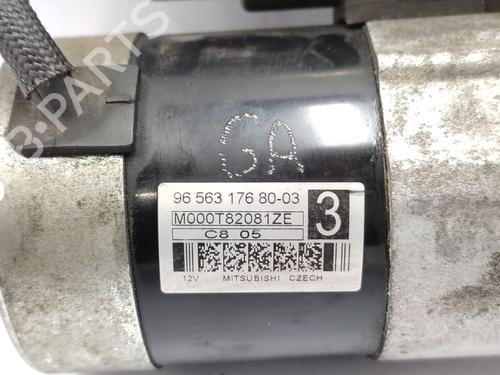 B-PARTS
GA
96 563 176 80-03
3
M000T82081ZE
C8 05
12V MITSUBISHI CZECH